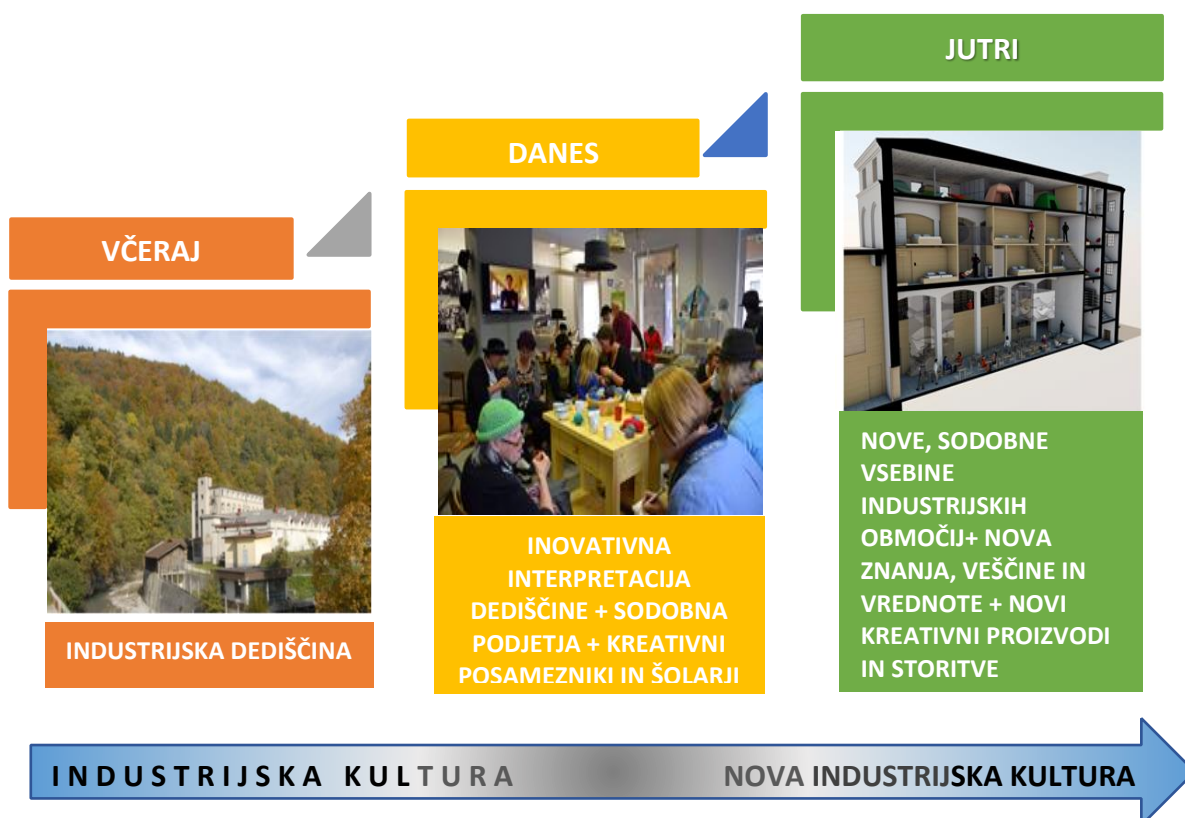 VČERAJ
INDUSTRIJSKA DEDIŠČINA
DANES
INOVATIVNA
INTERPRETACIJA
DEDIŠČINE + SODOBNA
PODJETJA + KREATIVNI
POSAMEZNIKI IN ŠOLARJI
JUTRI
NOVE, SODOBNE
VSEBINE
INDUSTRIJSKIH
OBMOČIJ+ NOVA
ZNANJA, VEŠČINE IN
VREDNOTE + NOVI
KREATIVNI PROIZVODI
IN STORITVE
INDUSTRIJSKA KULTURA
NOVA INDUSTRIJSKA KULTURA